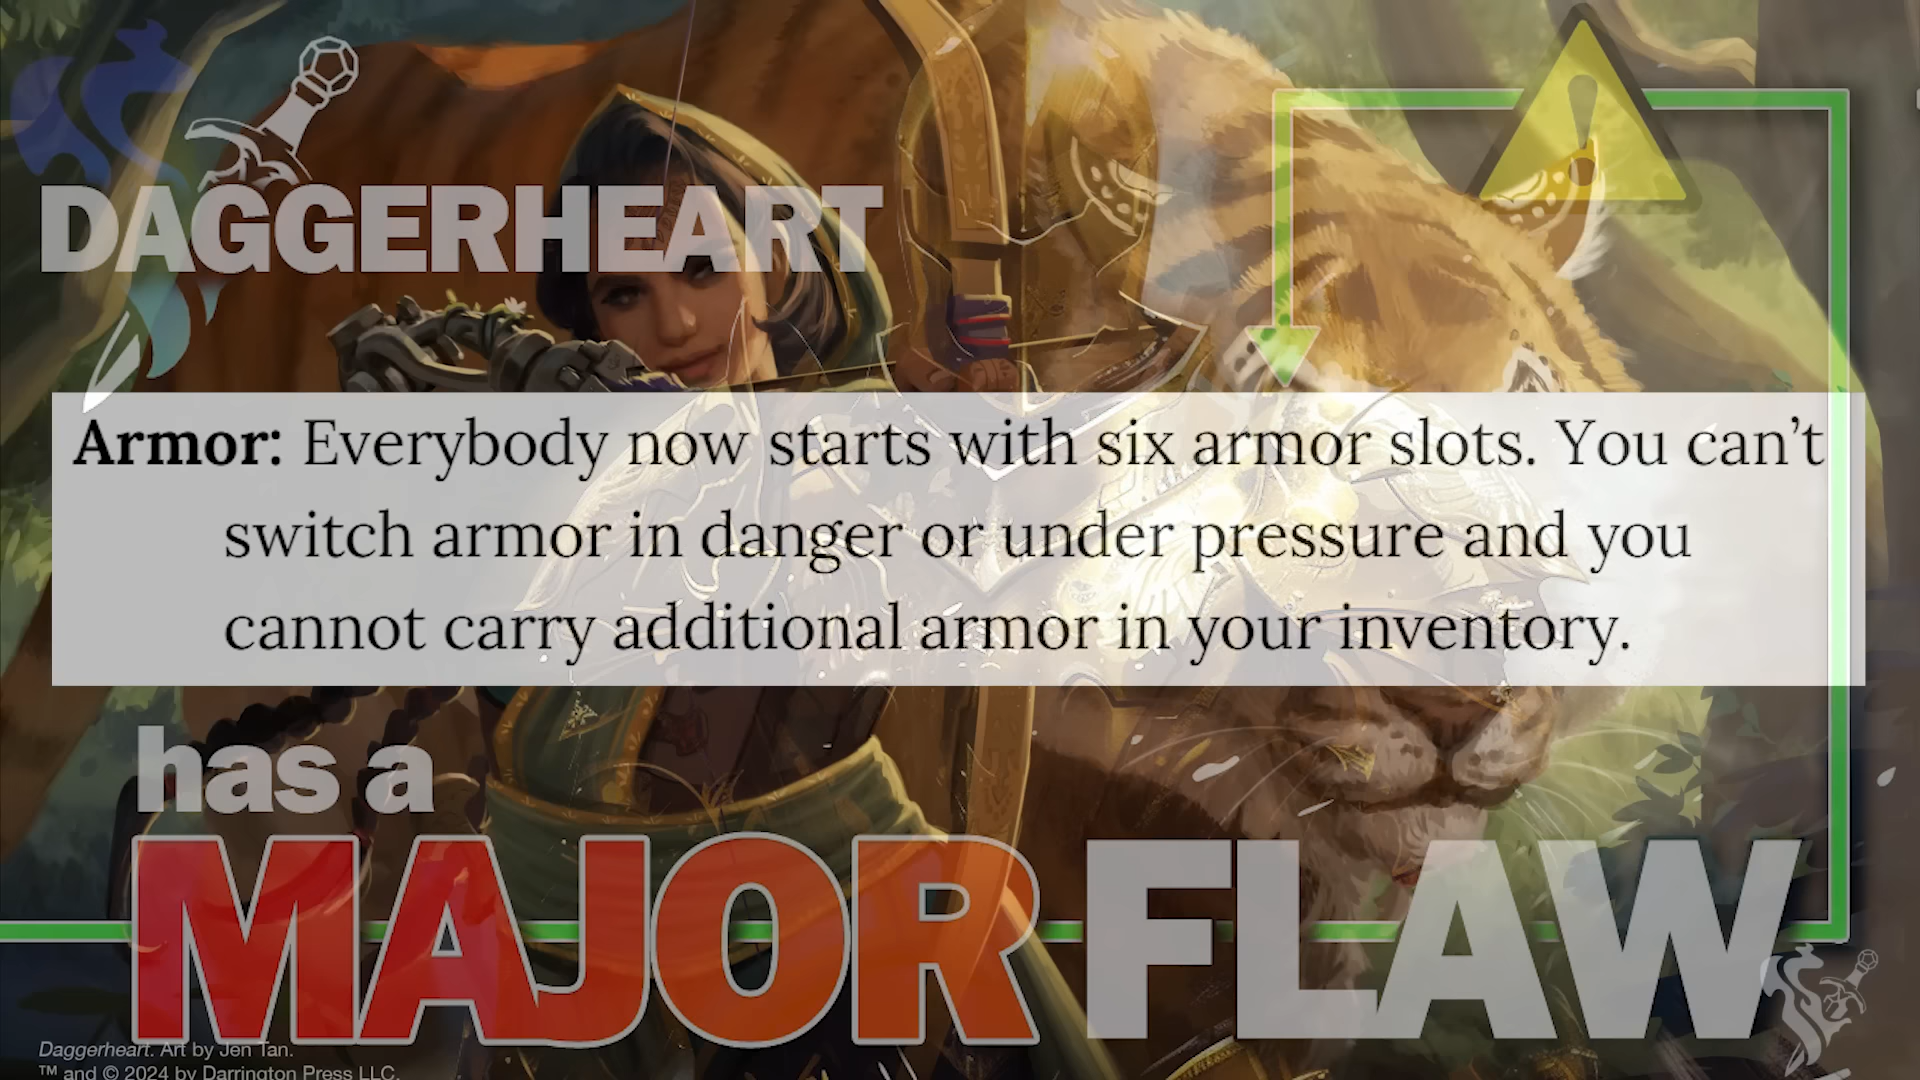 DAGGERHEART
Armor: Everybody now starts with six armor slots. You can’t
switch armor in danger or under pressure and you
cannot carry additional armor in your inventory.
has a
MAJOR FLAW
Daggerheart. Art by Jen Tan.
™ and © 2024 by Darrington Press LLC.